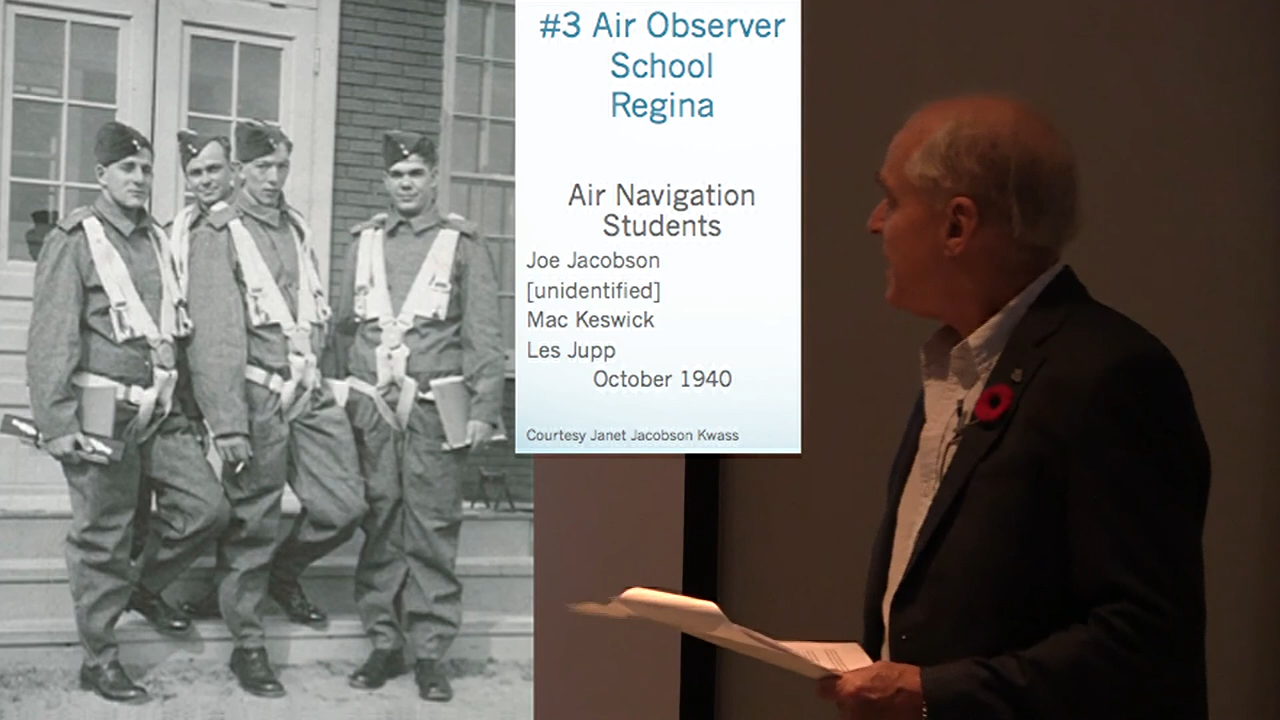 #3 Air Observer
School
Regina
Air Navigation
Students
Joe Jacobson
[unidentified]
Mac Keswick
Les Jupp
October 1940
Courtesy Janet Jacobson Kwass